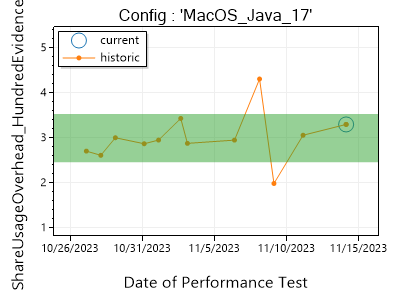 Config : 'MacOS_Java_17'
ShareUsageOverhead_HundredEvidence
5
4
3
2
1
current
historic
10/26/2023 10/31/2023 11/5/2023 11/10/2023 11/15/2023
Date of Performance Test